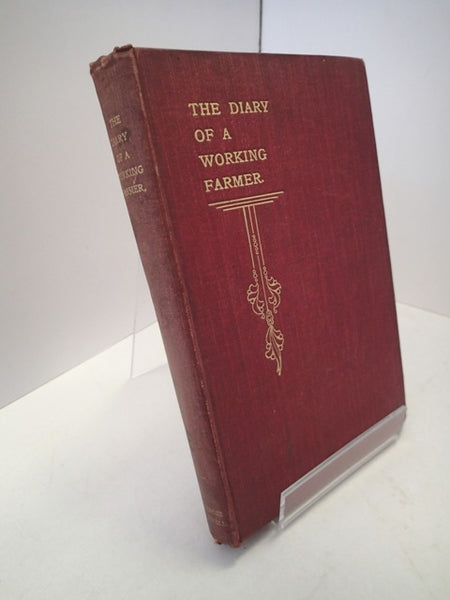 THE DIARY
OF A
WORKING
FARMER
THE
DIARY
OF A
WORKING
FARMER.